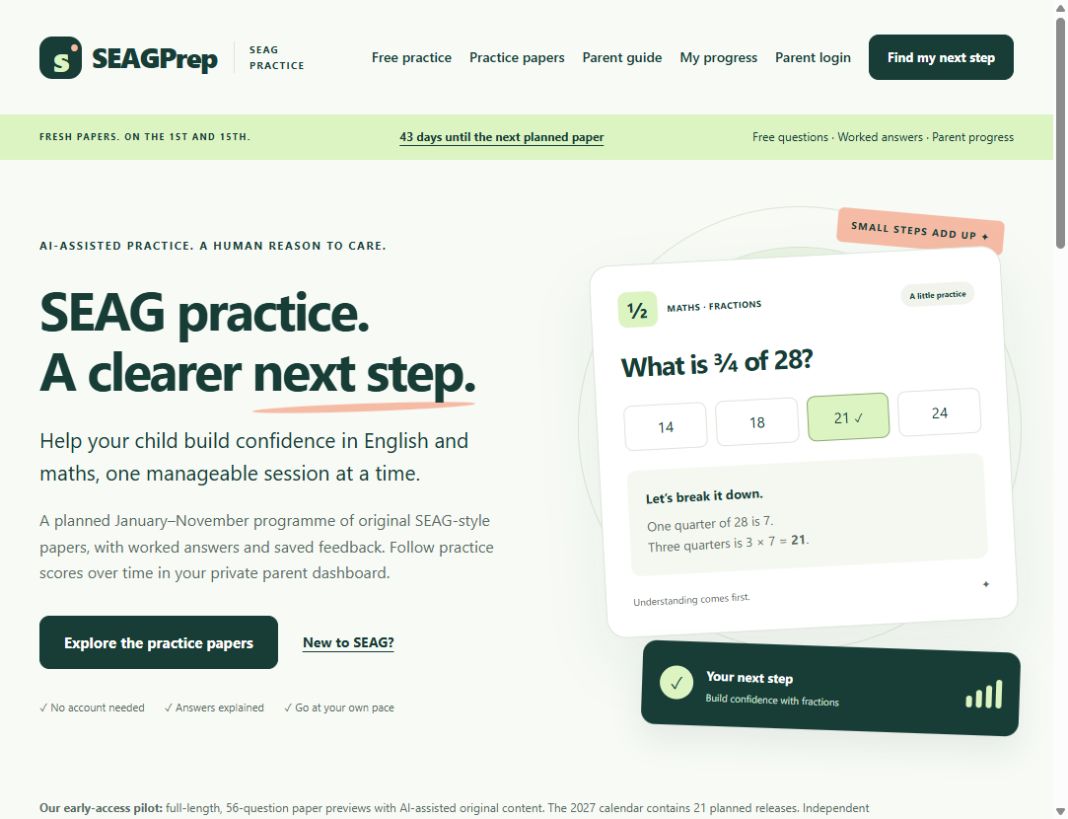 s SEAGPrep
SEAG
PRACTICE
Free practice
Practice papers
Parent guide
My progress
Parent login
Find my next step
FRESH PAPERS. ON THE 1ST AND 15TH.
43 days until the next planned paper
Free questions · Worked answers · Parent progress
AI-ASSISTED PRACTICE. A HUMAN REASON TO CARE.
SEAG practice.
A clearer next step.
Help your child build confidence in English and
maths, one manageable session at a time.
A planned January–November programme of original SEAG-style
papers, with worked answers and saved feedback. Follow practice
scores over time in your private parent dashboard.
Explore the practice papers
New to SEAG?
✓ No account needed
✓ Answers explained
✓ Go at your own pace
SMALL STEPS ADD UP ✦
½
MATHS · FRACTIONS
A little practice
What is ¾ of 28?
14
18
21 ✓
24
Let's break it down.
One quarter of 28 is 7.
Three quarters is 3 × 7 = 21.
Understanding comes first.
✦
✓
Your next step
Build confidence with fractions
Our early-access pilot: full-length, 56-question paper previews with AI-assisted original content. The 2027 calendar contains 21 planned releases. Independent